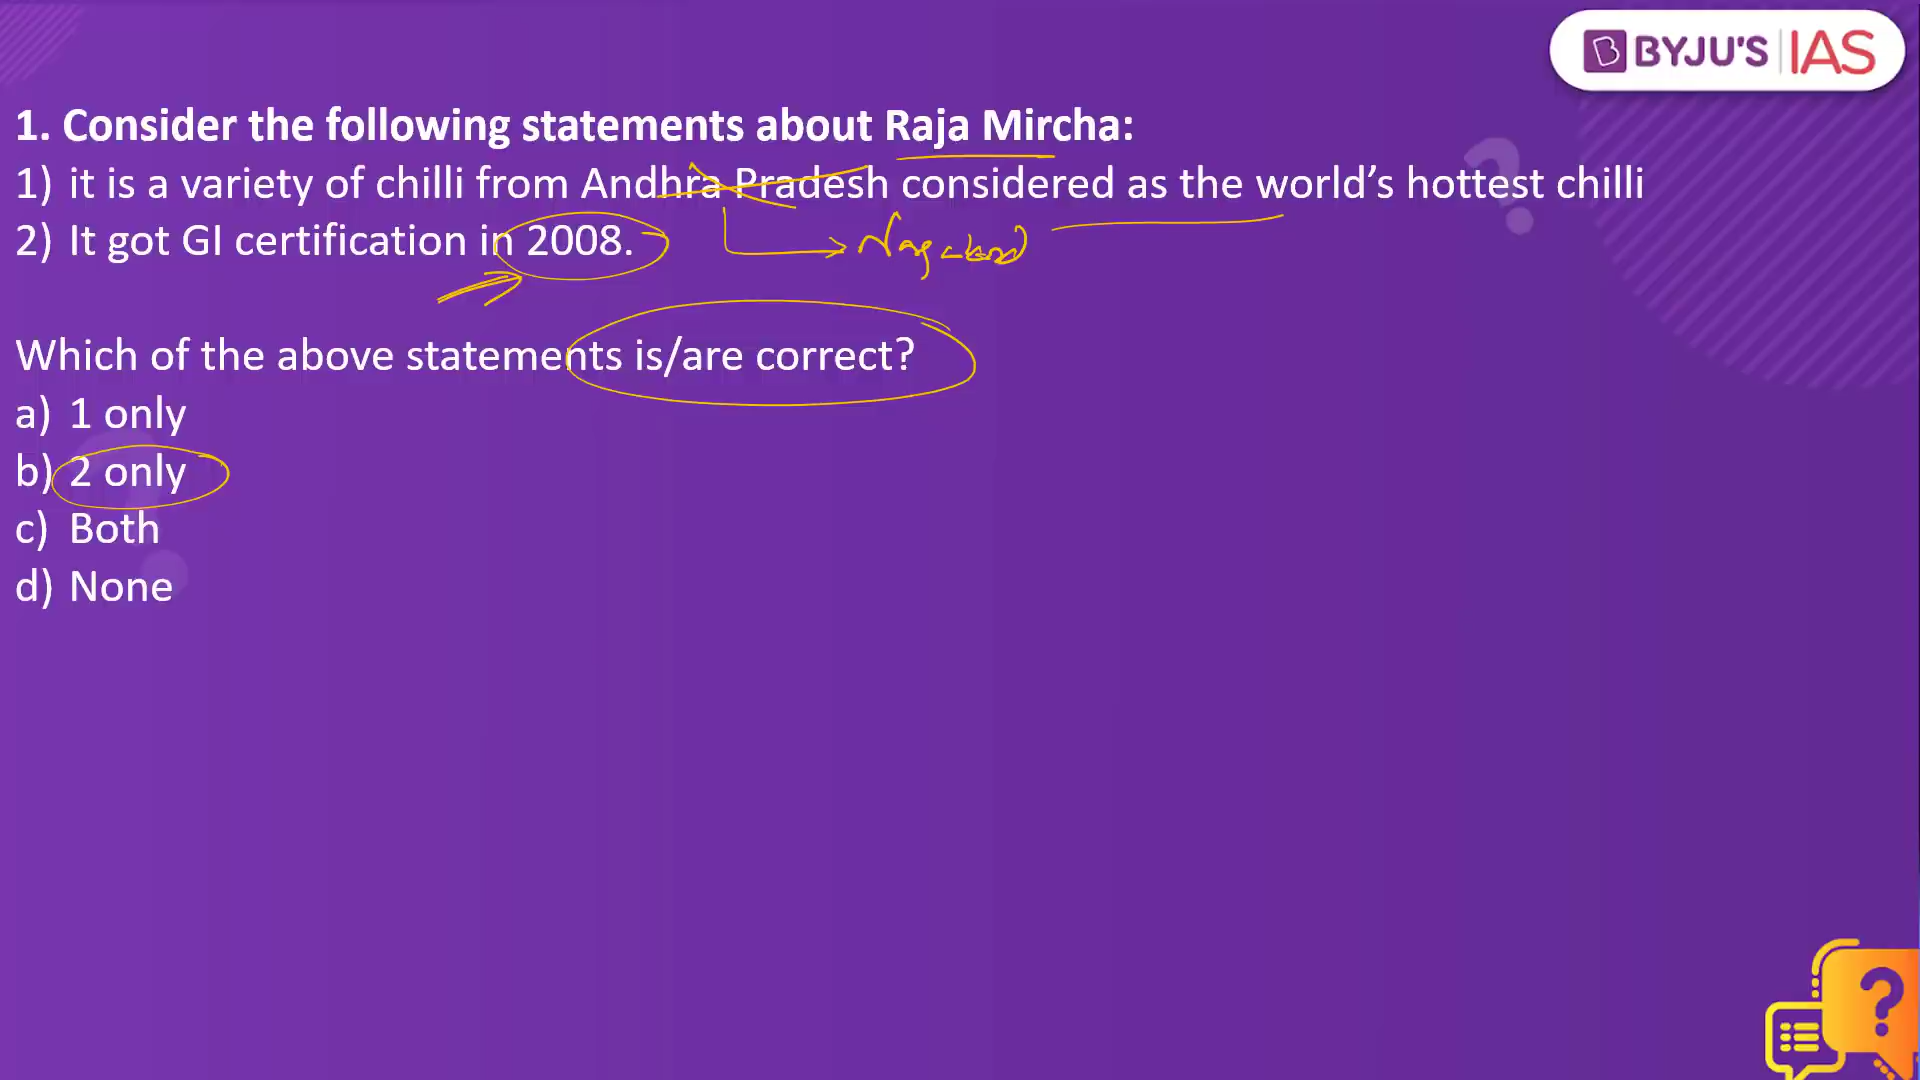 BYJU'S IAS
1. Consider the following statements about Raja Mircha:
1) it is a variety of chilli from Andhra Pradesh considered as the world’s hottest chilli
2) It got GI certification in 2008.
Nagaland
Which of the above statements is/are correct?
a) 1 only
b) 2 only
c) Both
d) None